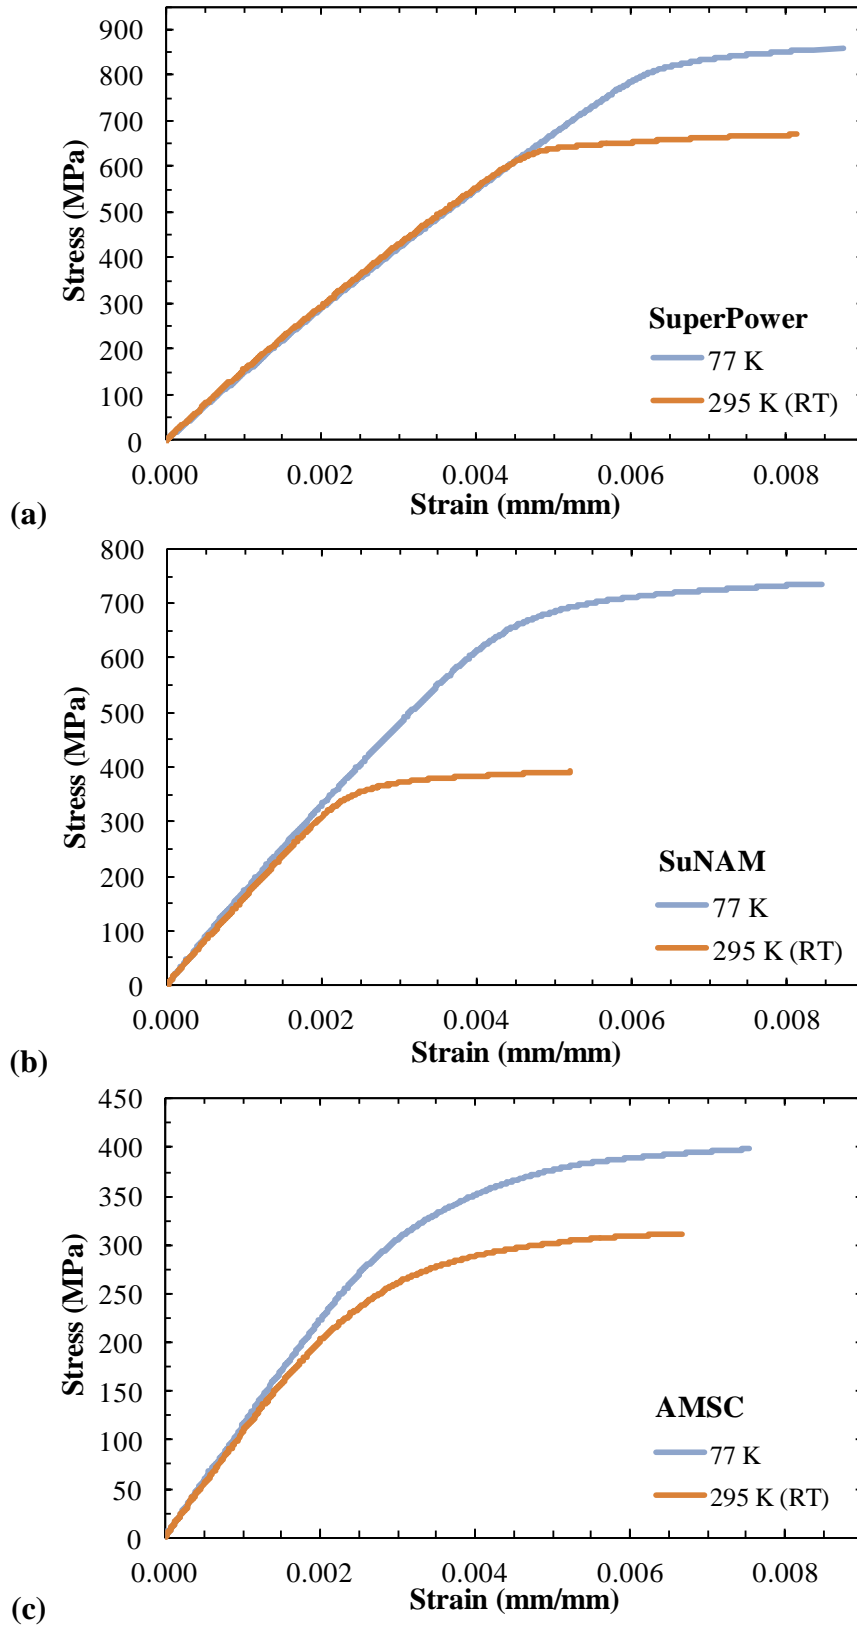 900
800
700
600
500
400
300
200
100
0
Stress (MPa)
SuperPower
77 K
295 K (RT)
0.000 0.002 0.004 0.006 0.008
Strain (mm/mm)
(a)
800
700
600
500
400
300
200
100
0
Stress (MPa)
SuNAM
77 K
295 K (RT)
0.000 0.002 0.004 0.006 0.008
Strain (mm/mm)
(b)
450
400
350
300
250
200
150
100
50
0
Stress (MPa)
AMSC
77 K
295 K (RT)
0.000 0.002 0.004 0.006 0.008
Strain (mm/mm)
(c)